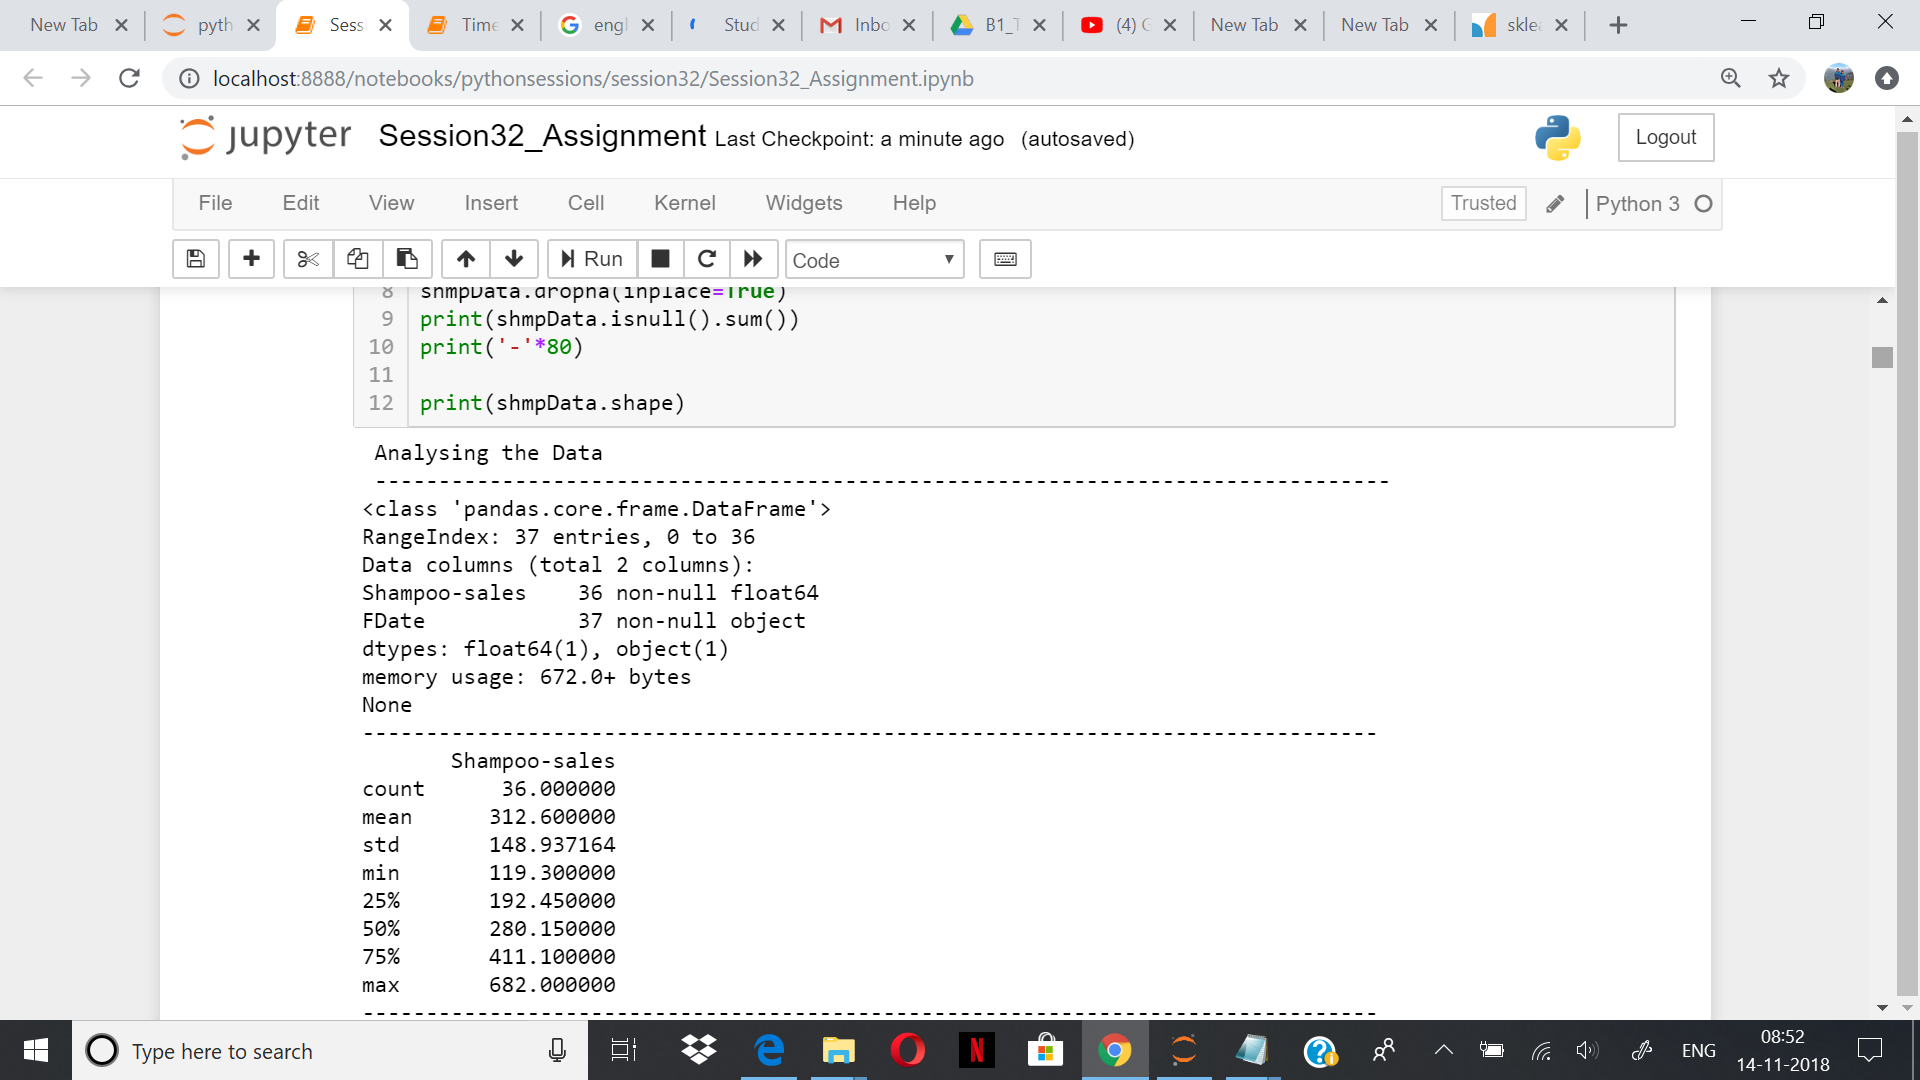 New Tab pyth Sess Time engl Stud Inbo B1_T (4) G New Tab New Tab skle
localhost:8888/notebooks/pythonsessions/session32/Session32_Assignment.ipynb
jupyter Session32_Assignment Last Checkpoint: a minute ago (autosaved) Logout
File Edit View Insert Cell Kernel Widgets Help Trusted Python 3
Run Code
8 shmpData.dropna(inplace=True)
9 print(shmpData.isnull().sum())
10 print('-'*80)
11
12 print(shmpData.shape)
Analysing the Data
--------------------------------------------------------------------------------
<class 'pandas.core.frame.DataFrame'>
RangeIndex: 37 entries, 0 to 36
Data columns (total 2 columns):
Shampoo-sales    36 non-null float64
FDate            37 non-null object
dtypes: float64(1), object(1)
memory usage: 672.0+ bytes
None
--------------------------------------------------------------------------------
Shampoo-sales
count      36.000000
mean      312.600000
std       148.937164
min       119.300000
25%       192.450000
50%       280.150000
75%       411.100000
max       682.000000
--------------------------------------------------------------------------------
Type here to search ENG 08:52
14-11-2018